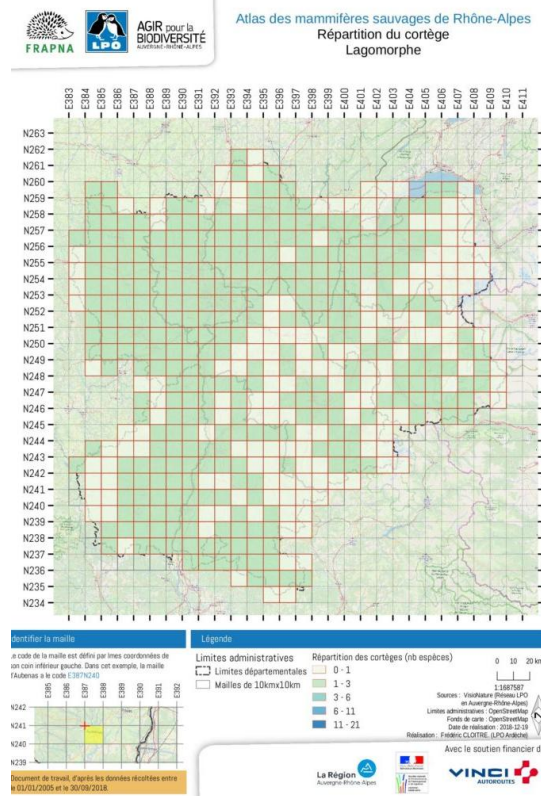 FRAPNA
LPO
AGIR pour la
BIODIVERSITÉ
AUVERGNE-RHÔNE-ALPES
Atlas des mammifères sauvages de Rhône-Alpes
Répartition du cortège
Lagomorphe
E383 E384 E385 E386 E387 E388 E389 E390 E391 E392 E393 E394 E395 E396 E397 E398 E399 E400 E401 E402 E403 E404 E405 E406 E407 E408 E409 E410 E411
N263
N262
N261
N260
N259
N258
N257
N256
N255
N254
N253
N252
N251
N250
N249
N248
N247
N246
N245
N244
N243
N242
N241
N240
N239
N238
N237
N236
N235
N234
dentifier la maille
e code de la maille est défini par lmes coordonnées de
on coin inférieur gauche. Dans cet exemple, la maille
'Aubenas a le code E387N240
E385 E386 E387 E388 E389 E390 E391 E392
N242
N241
N240
N239
Document de travail, d'après les données récoltées entre
e 01/01/2005 et le 30/09/2018.
Légende
Limites administratives
Limites départementales
Mailles de 10kmx10km
Répartition des cortèges (nb espèces)
0 - 1
1 - 3
3 - 6
6 - 11
11 - 21
0 10 20 km
1:1687587
Sources : VisioNature (Réseau LPO
en Auvergne-Rhône-Alpes)
Limites administratives : OpenStreetMap
Fonds de carte : OpenStreetMap
Date de réalisation : 2018-12-19
Réalisation : Frédéric CLOITRE, (LPO Ardèche)
Avec le soutien financier d
La Région
Auvergne-Rhône-Alpes
VINCI
AUTOROUTES